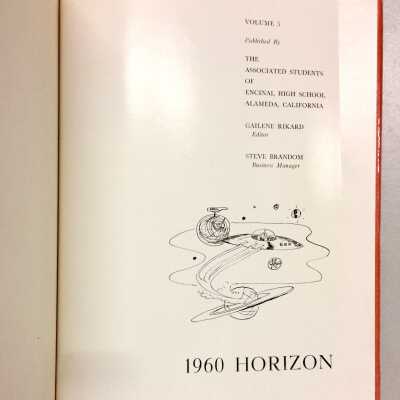 VOLUME 5
Published By
THE
ASSOCIATED STUDENTS
OF
ENCINAL HIGH SCHOOL
ALAMEDA, CALIFORNIA
GAILENE RIKARD
Editor
STEVE BRANDOM
Business Manager
1960 HORIZON